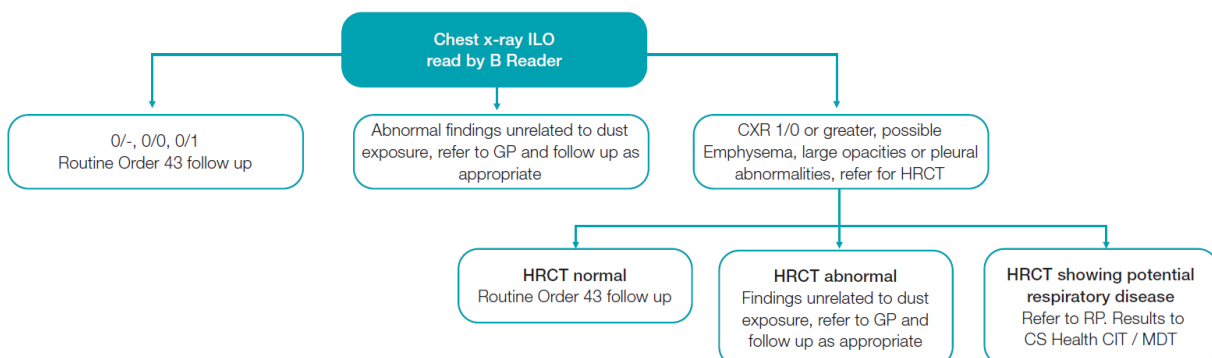 Chest x-ray ILO
read by B Reader
0/-, 0/0, 0/1
Routine Order 43 follow up
Abnormal findings unrelated to dust
exposure, refer to GP and follow up as
appropriate
CXR 1/0 or greater, possible
Emphysema, large opacities or pleural
abnormalities, refer for HRCT
HRCT normal
Routine Order 43 follow up
HRCT abnormal
Findings unrelated to dust
exposure, refer to GP and
follow up as appropriate
HRCT showing potential
respiratory disease
Refer to RP. Results to
CS Health CIT / MDT